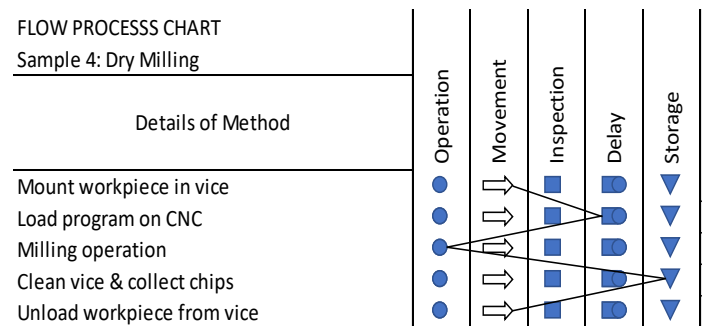 FLOW PROCESSS CHART
Sample 4: Dry Milling
Details of Method
Operation
Movement
Inspection
Delay
Storage
Mount workpiece in vice
Load program on CNC
Milling operation
Clean vice & collect chips
Unload workpiece from vice